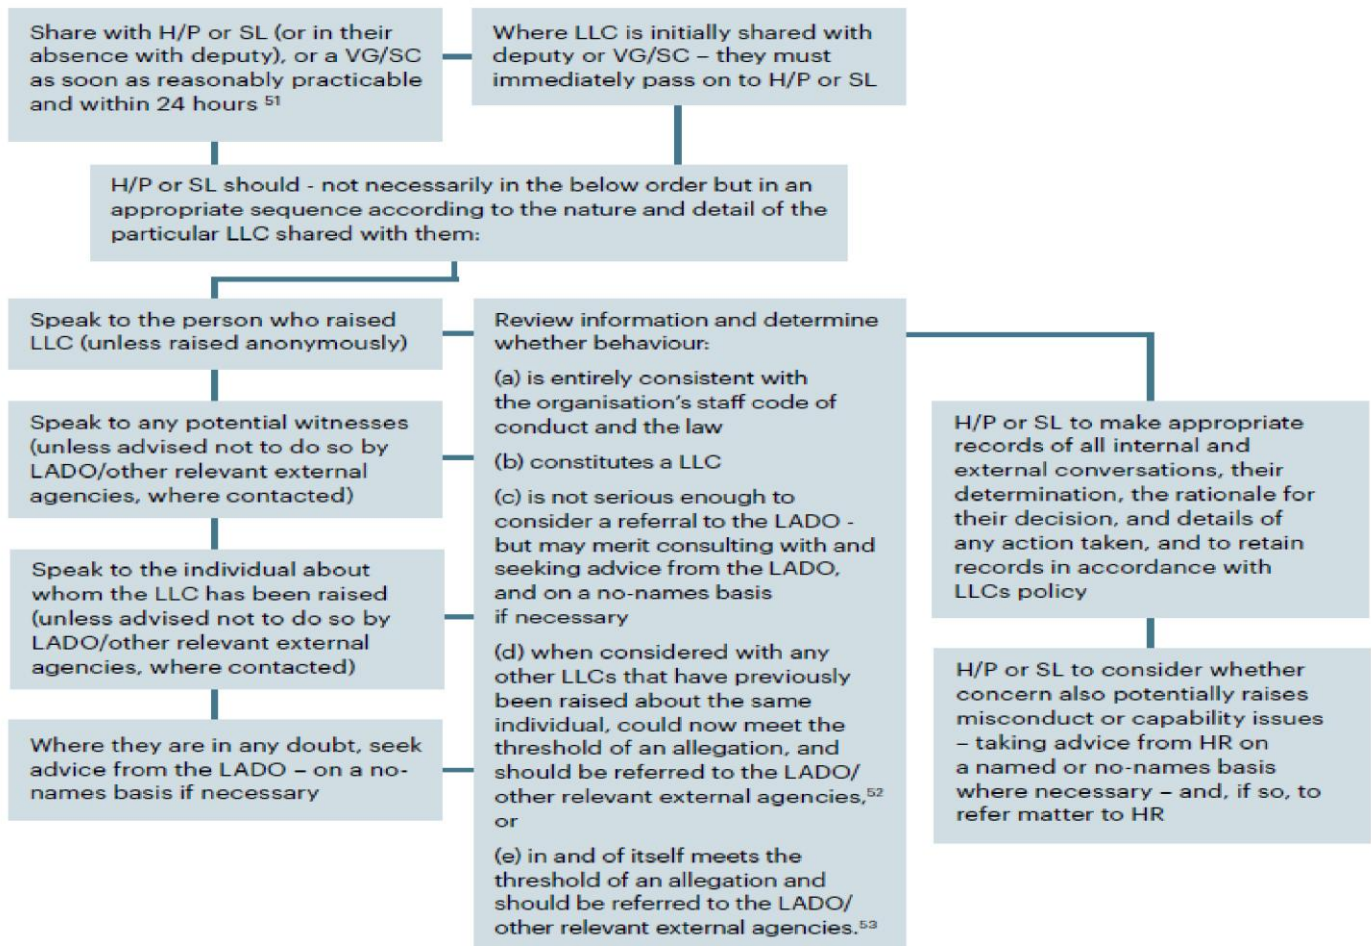 Share with H/P or SL (or in their
absence with deputy), or a VG/SC
as soon as reasonably practicable
and within 24 hours ⁵¹
Where LLC is initially shared with
deputy or VG/SC – they must
immediately pass on to H/P or SL
H/P or SL should - not necessarily in the below order but in an
appropriate sequence according to the nature and detail of the
particular LLC shared with them:
Speak to the person who raised
LLC (unless raised anonymously)
Speak to any potential witnesses
(unless advised not to do so by
LADO/other relevant external
agencies, where contacted)
Speak to the individual about
whom the LLC has been raised
(unless advised not to do so by
LADO/other relevant external
agencies, where contacted)
Where they are in any doubt, seek
advice from the LADO – on a no-
names basis if necessary
Review information and determine
whether behaviour:
(a) is entirely consistent with
the organisation's staff code of
conduct and the law
(b) constitutes a LLC
(c) is not serious enough to
consider a referral to the LADO -
but may merit consulting with and
seeking advice from the LADO,
and on a no-names basis
if necessary
(d) when considered with any
other LLCs that have previously
been raised about the same
individual, could now meet the
threshold of an allegation, and
should be referred to the LADO/
other relevant external agencies,⁵²
or
(e) in and of itself meets the
threshold of an allegation and
should be referred to the LADO/
other relevant external agencies.⁵³
H/P or SL to make appropriate
records of all internal and
external conversations, their
determination, the rationale for
their decision, and details of
any action taken, and to retain
records in accordance with
LLCs policy
H/P or SL to consider whether
concern also potentially raises
misconduct or capability issues
– taking advice from HR on
a named or no-names basis
where necessary – and, if so, to
refer matter to HR